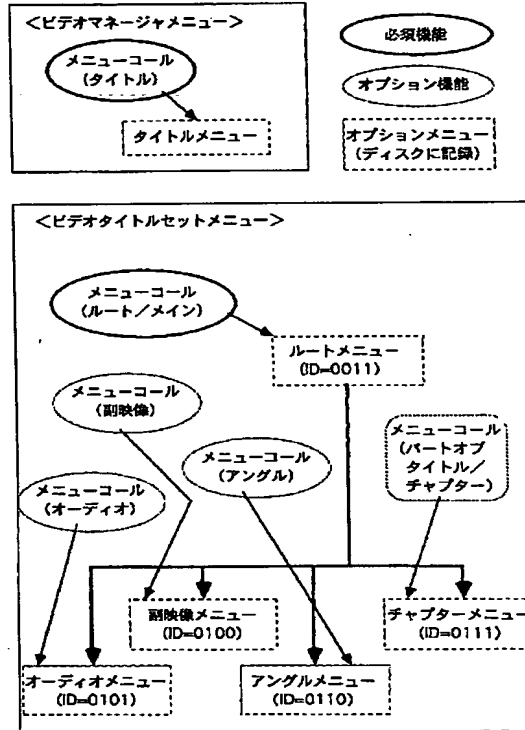 ＜ビデオマネージャメニュー＞
メニューコール
(タイトル)
タイトルメニュー
必須機能
オプション機能
オプションメニュー
(ディスクに記録)
＜ビデオタイトルセットメニュー＞
メニューコール
(ルート／メイン)
ルートメニュー
(ID=0011)
メニューコール
(副映像)
メニューコール
(アングル)
メニューコール
(パートオブ
タイトル／
チャプター)
メニューコール
(オーディオ)
副映像メニュー
(ID=0100)
チャプターメニュー
(ID=0111)
オーディオメニュー
(ID=0101)
アングルメニュー
(ID=0110)